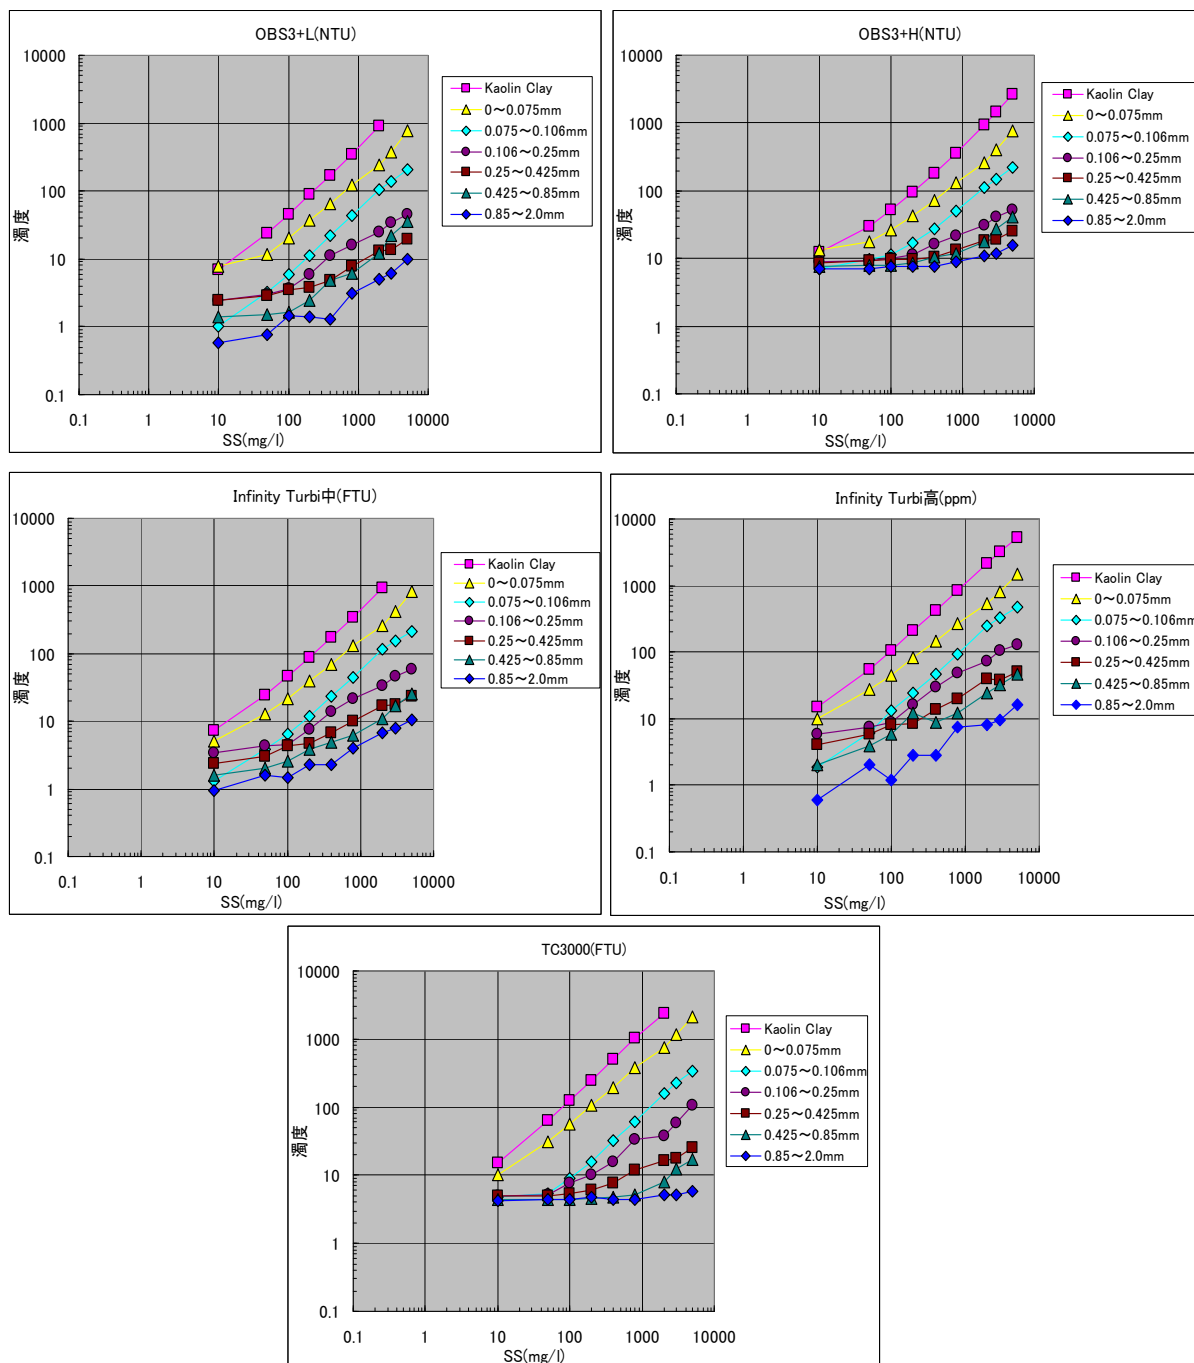 OBS3+L(NTU)
10000
1000
100
10
1
0.1
濁度
0.1 1 10 100 1000 10000
SS(mg/l)
Kaolin Clay
0～0.075mm
0.075～0.106mm
0.106～0.25mm
0.25～0.425mm
0.425～0.85mm
0.85～2.0mm
OBS3+H(NTU)
10000
1000
100
10
1
0.1
濁度
0.1 1 10 100 1000 10000
SS(mg/l)
Kaolin Clay
0～0.075mm
0.075～0.106mm
0.106～0.25mm
0.25～0.425mm
0.425～0.85mm
0.85～2.0mm
Infinity Turbi中(FTU)
10000
1000
100
10
1
0.1
濁度
0.1 1 10 100 1000 10000
SS(mg/l)
Kaolin Clay
0～0.075mm
0.075～0.106mm
0.106～0.25mm
0.25～0.425mm
0.425～0.85mm
0.85～2.0mm
Infinity Turbi高(ppm)
10000
1000
100
10
1
0.1
濁度
0.1 1 10 100 1000 10000
SS(mg/l)
Kaolin Clay
0～0.075mm
0.075～0.106mm
0.106～0.25mm
0.25～0.425mm
0.425～0.85mm
0.85～2.0mm
TC3000(FTU)
10000
1000
100
10
1
0.1
濁度
0.1 1 10 100 1000 10000
SS(mg/l)
Kaolin Clay
0～0.075mm
0.075～0.106mm
0.106～0.25mm
0.25～0.425mm
0.425～0.85mm
0.85～2.0mm